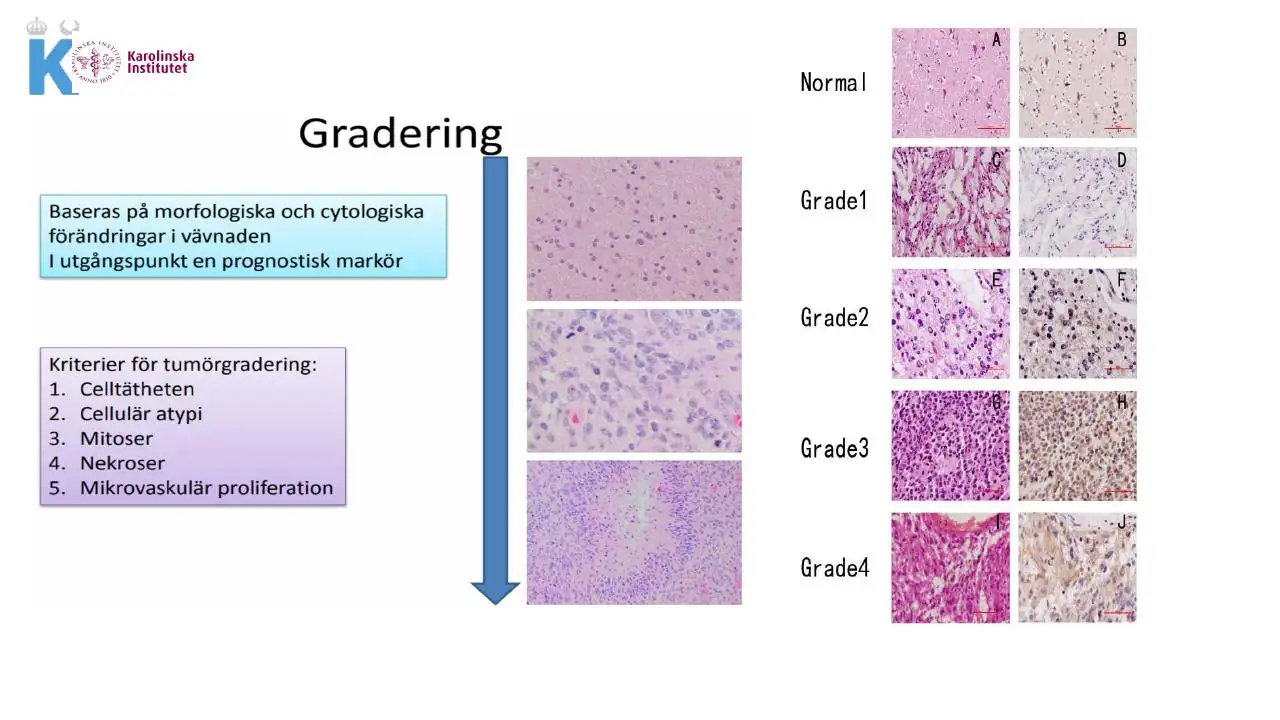 Karolinska
Institutet
Gradering
Baseras på morfologiska och cytologiska
förändringar i vävnaden
I utgångspunkt en prognostisk markör
Kriterier för tumörgradering:
1. Celltätheten
2. Cellulär atypi
3. Mitoser
4. Nekroser
5. Mikrovaskulär proliferation
Normal
A
B
Grade1
C
D
Grade2
E
F
Grade3
G
H
Grade4
I
J